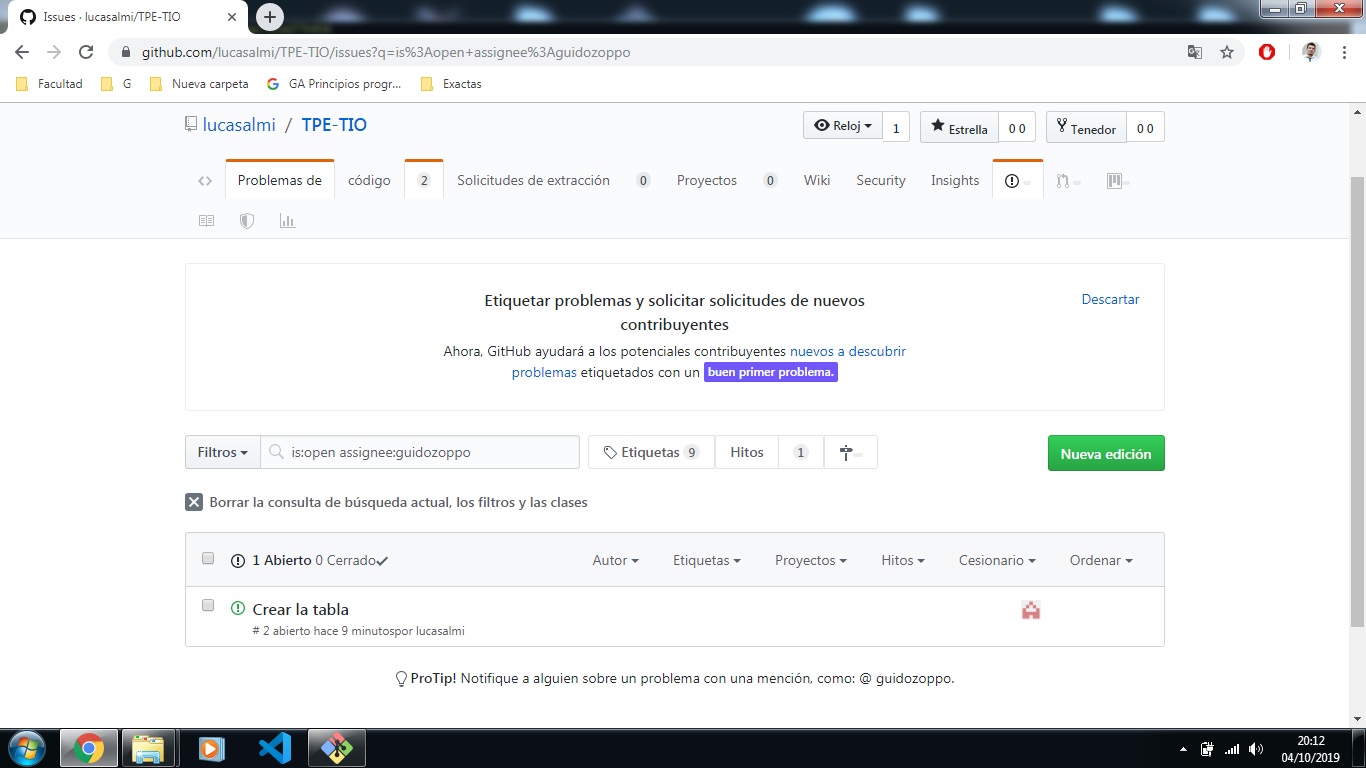 Issues · lucasalmi/TPE-TIO
github.com/lucasalmi/TPE-TIO/issues?q=is%3Aopen+assignee%3Aguidozoppo
Facultad G Nueva carpeta GA Principios progr... Exactas
lucasalmi / TPE-TIO
Reloj 1 Estrella 0 0 Tenedor 0 0
Problemas de código 2 Solicitudes de extracción 0 Proyectos 0 Wiki Security Insights
Etiquetar problemas y solicitar solicitudes de nuevos
contribuyentes
Descartar
Ahora, GitHub ayudará a los potenciales contribuyentes nuevos a descubrir
problemas etiquetados con un buen primer problema.
Filtros is:open assignee:guidozoppo Etiquetas 9 Hitos 1 Nueva edición
Borrar la consulta de búsqueda actual, los filtros y las clases
1 Abierto 0 Cerrado Autor Etiquetas Proyectos Hitos Cesionario Ordenar
Crear la tabla
# 2 abierto hace 9 minutospor lucasalmi
ProTip! Notifique a alguien sobre un problema con una mención, como: @ guidozoppo.
20:12
04/10/2019